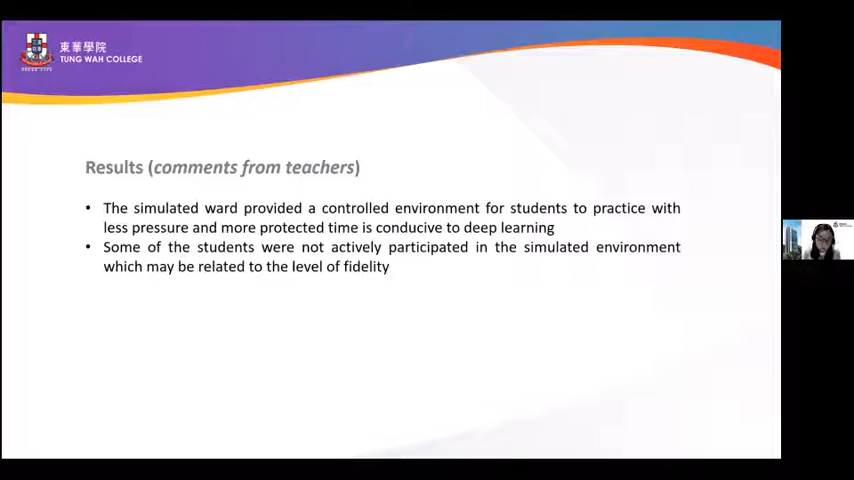 東華學院
TUNG WAH COLLEGE
Results (comments from teachers)
• The simulated ward provided a controlled environment for students to practice with
less pressure and more protected time is conducive to deep learning
• Some of the students were not actively participated in the simulated environment
which may be related to the level of fidelity